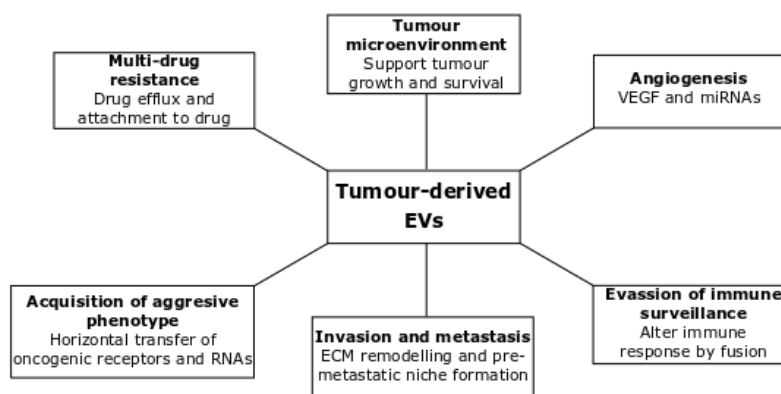 Tumour
microenvironment
Support tumour
growth and survival
Multi-drug
resistance
Drug efflux and
attachment to drug
Angiogenesis
VEGF and miRNAs
Tumour-derived
EVs
Acquisition of aggresive
phenotype
Horizontal transfer of
oncogenic receptors and RNAs
Invasion and metastasis
ECM remodelling and pre-
metastatic niche formation
Evassion of immune
surveillance
Alter immune
response by fusion